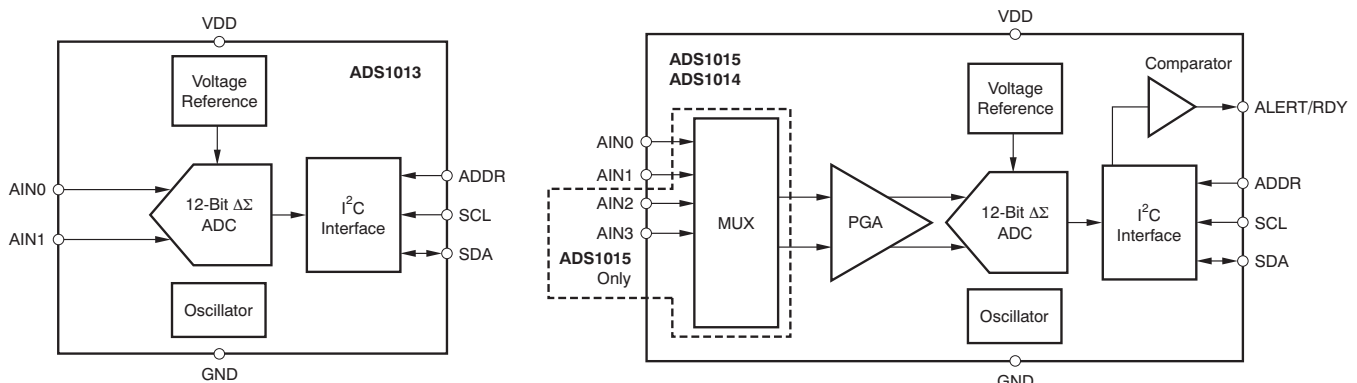 VDD
ADS1013
Voltage
Reference
AIN0
AIN1
12-Bit ΔΣ
ADC
I²C
Interface
ADDR
SCL
SDA
Oscillator
GND
VDD
ADS1015
ADS1014
Comparator
Voltage
Reference
ALERT/RDY
AIN0
AIN1
AIN2
AIN3
ADS1015
Only
MUX
PGA
12-Bit ΔΣ
ADC
I²C
Interface
ADDR
SCL
SDA
Oscillator
GND